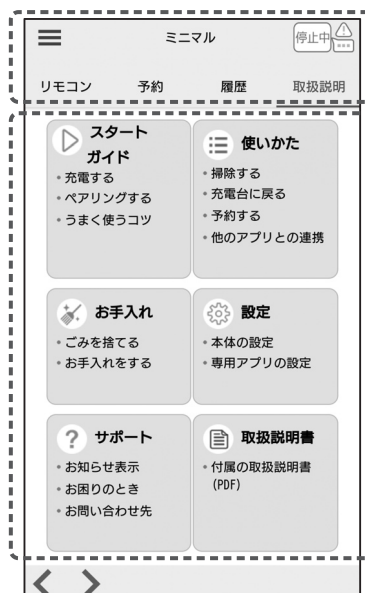 ミニマル
停止中
リモコン 予約 履歴 取扱説明
スタート
ガイド
・充電する
・ペアリングする
・うまく使うコツ
使いかた
・掃除する
・充電台に戻る
・予約する
・他のアプリとの連携
お手入れ
・ごみを捨てる
・お手入れをする
設定
・本体の設定
・専用アプリの設定
サポート
・お知らせ表示
・お困りのとき
・お問い合わせ先
取扱説明書
・付属の取扱説明書
(PDF)